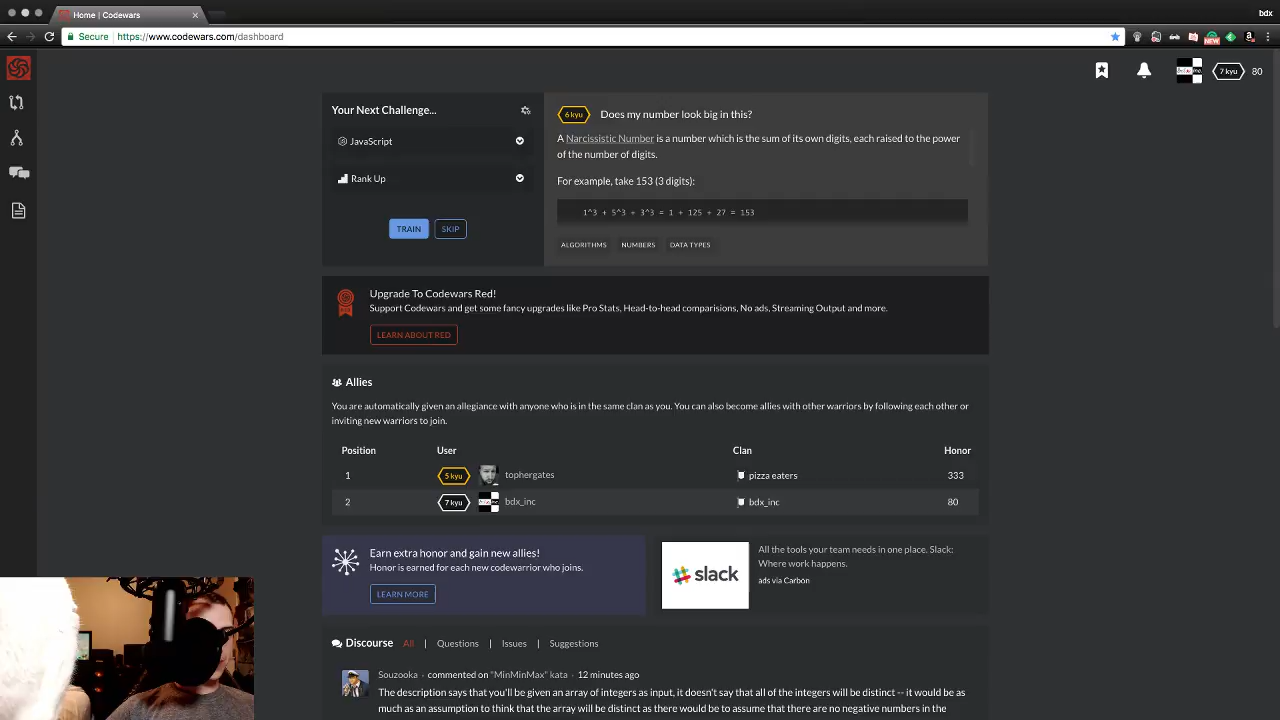 Home | Codewars
bdx
Secure
https://www.codewars.com/dashboard
NEW
7 kyu
80
Your Next Challenge...
JavaScript
Rank Up
TRAIN
SKIP
6 kyu
Does my number look big in this?
A Narcissistic Number is a number which is the sum of its own digits, each raised to the power
of the number of digits.
For example, take 153 (3 digits):
1^3 + 5^3 + 3^3 = 1 + 125 + 27 = 153
ALGORITHMS
NUMBERS
DATA TYPES
Upgrade To Codewars Red!
Support Codewars and get some fancy upgrades like Pro Stats, Head-to-head comparisions, No ads, Streaming Output and more.
LEARN ABOUT RED
Allies
You are automatically given an allegiance with anyone who is in the same clan as you. You can also become allies with other warriors by following each other or
inviting new warriors to join.
Position User Clan Honor
1 5 kyu tophergates pizza eaters 333
2 7 kyu bdx_inc bdx_inc 80
Earn extra honor and gain new allies!
Honor is earned for each new codewarrior who joins.
LEARN MORE
slack
All the tools your team needs in one place. Slack:
Where work happens.
ads via Carbon
Discourse All | Questions | Issues | Suggestions
Souzooka · commented on "MinMinMax" kata · 12 minutes ago
The description says that you'll be given an array of integers as input, it doesn't say that all of the integers will be distinct -- it would be as
much as an assumption to think that the array will be distinct as there would be to assume that there are no negative numbers in the